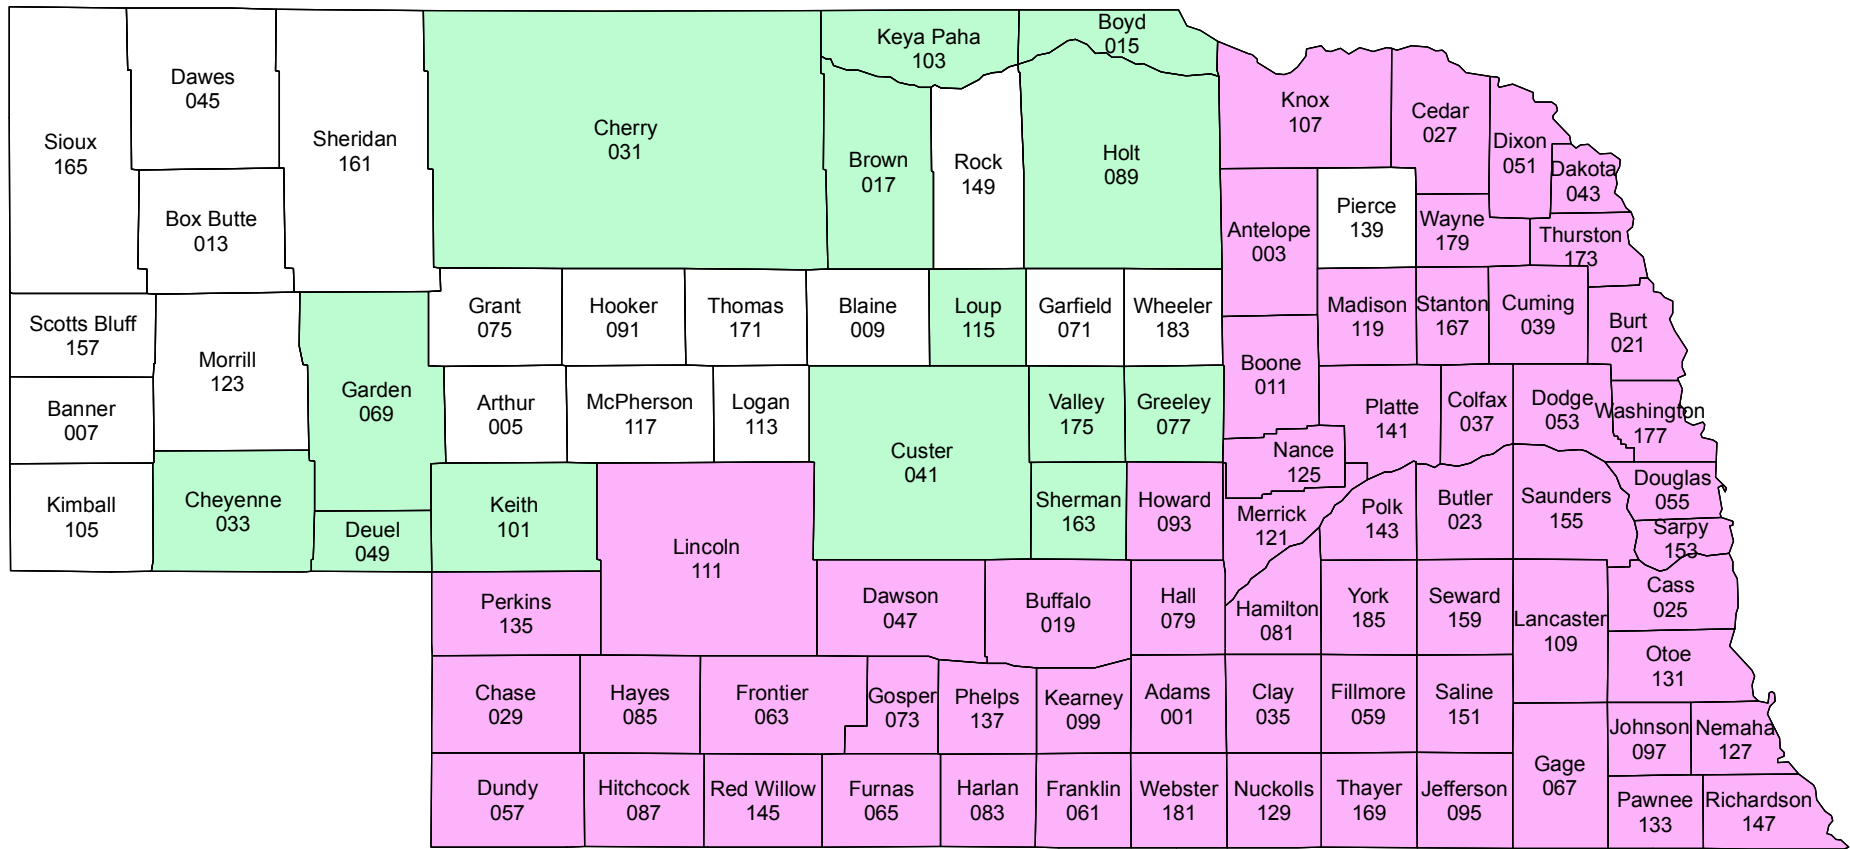 Boyd
015
Keya Paha
103
Dawes
045
Sioux
165
Sheridan
161
Cherry
031
Brown
017
Rock
149
Holt
089
Knox
107
Cedar
027
Dixon
051
Dakota
043
Box Butte
013
Antelope
003
Pierce
139
Wayne
179
Thurston
173
Scotts Bluff
157
Grant
075
Hooker
091
Thomas
171
Blaine
009
Loup
115
Garfield
071
Wheeler
183
Madison
119
Stanton
167
Cuming
039
Burt
021
Morrill
123
Garden
069
Boone
011
Banner
007
Arthur
005
McPherson
117
Logan
113
Valley
175
Greeley
077
Platte
141
Colfax
037
Dodge
053
Washington
177
Custer
041
Nance
125
Kimball
105
Cheyenne
033
Deuel
049
Keith
101
Lincoln
111
Sherman
163
Howard
093
Merrick
121
Polk
143
Butler
023
Saunders
155
Douglas
055
Sarpy
153
Perkins
135
Dawson
047
Buffalo
019
Hall
079
Hamilton
081
York
185
Seward
159
Lancaster
109
Cass
025
Otoe
131
Chase
029
Hayes
085
Frontier
063
Gosper
073
Phelps
137
Kearney
099
Adams
001
Clay
035
Fillmore
059
Saline
151
Johnson
097
Nemaha
127
Dundy
057
Hitchcock
087
Red Willow
145
Furnas
065
Harlan
083
Franklin
061
Webster
181
Nuckolls
129
Thayer
169
Jefferson
095
Gage
067
Pawnee
133
Richardson
147